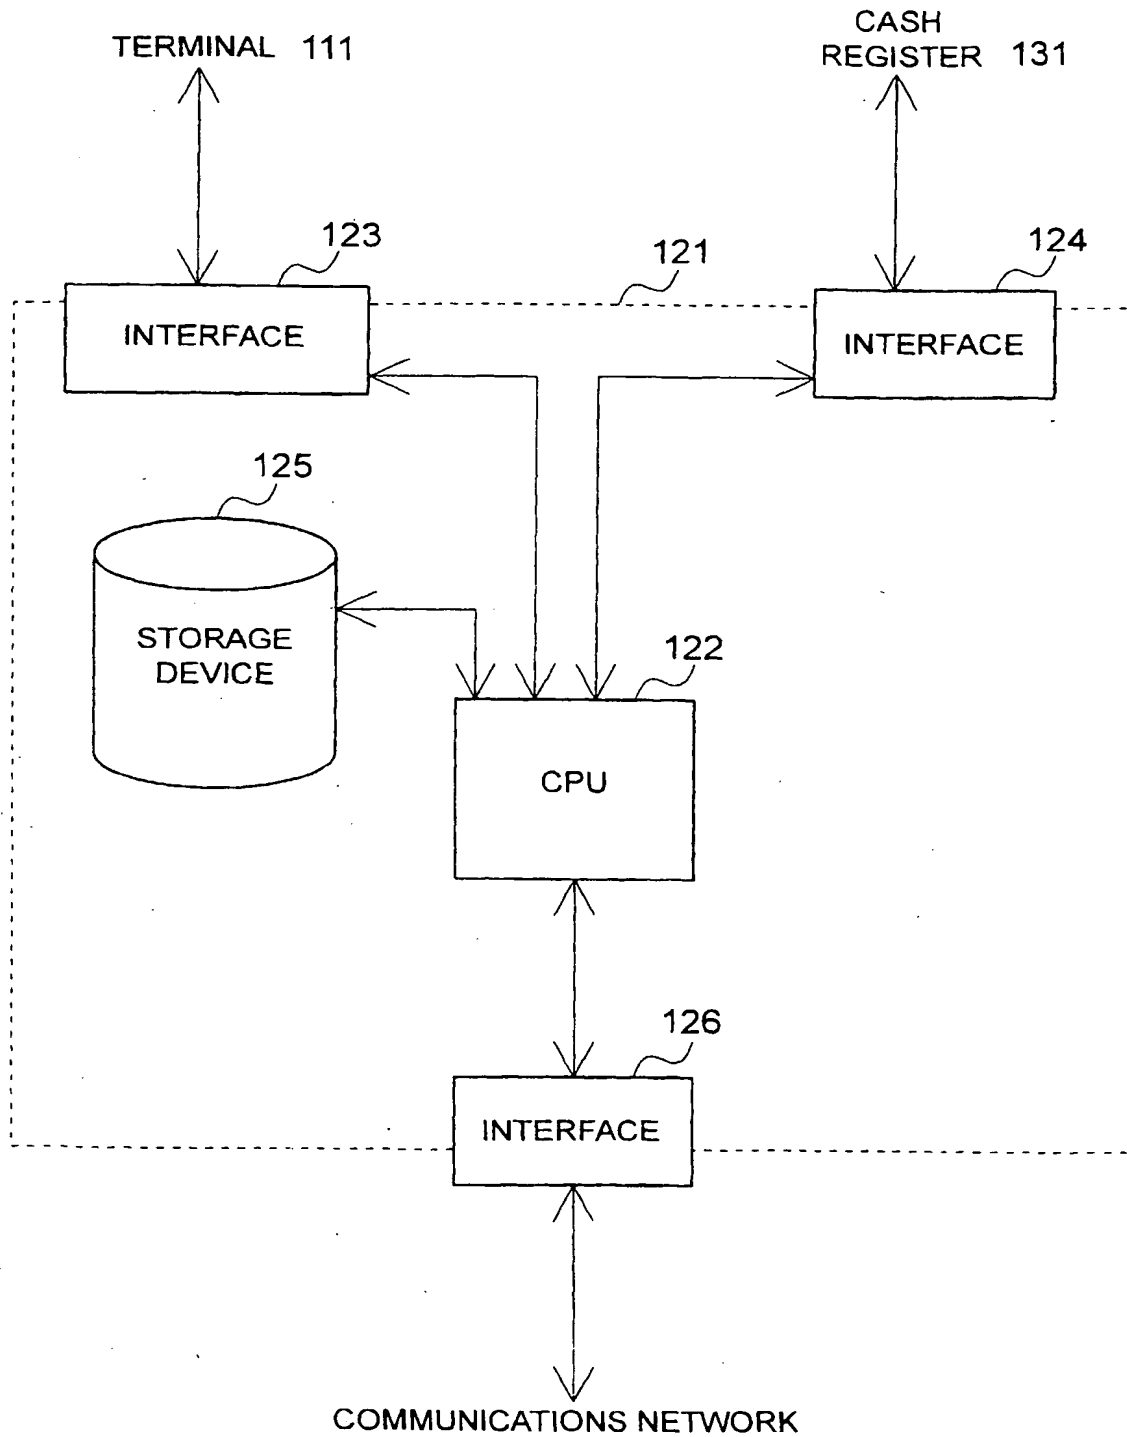 TERMINAL 111
CASH
REGISTER 131
123
121
124
INTERFACE
INTERFACE
125
STORAGE
DEVICE
122
CPU
126
INTERFACE
COMMUNICATIONS NETWORK